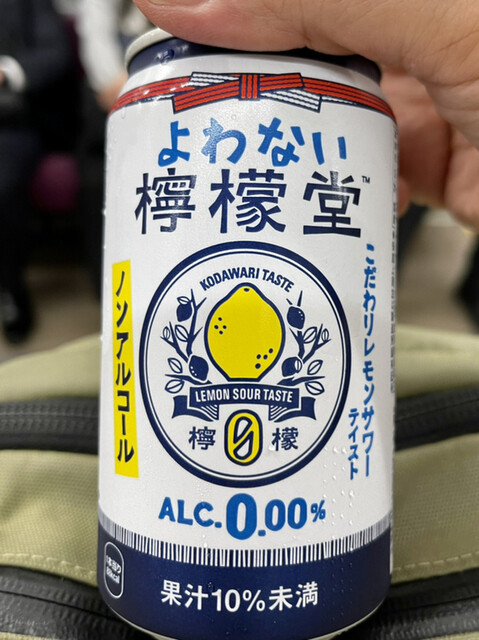 よわない
檸檬堂™
KODAWARI TASTE
LEMON SOUR TASTE
檸 0 檬
ノンアルコール
こだわりレモンサワー
テイスト
ALC.0.00%
果汁10%未満